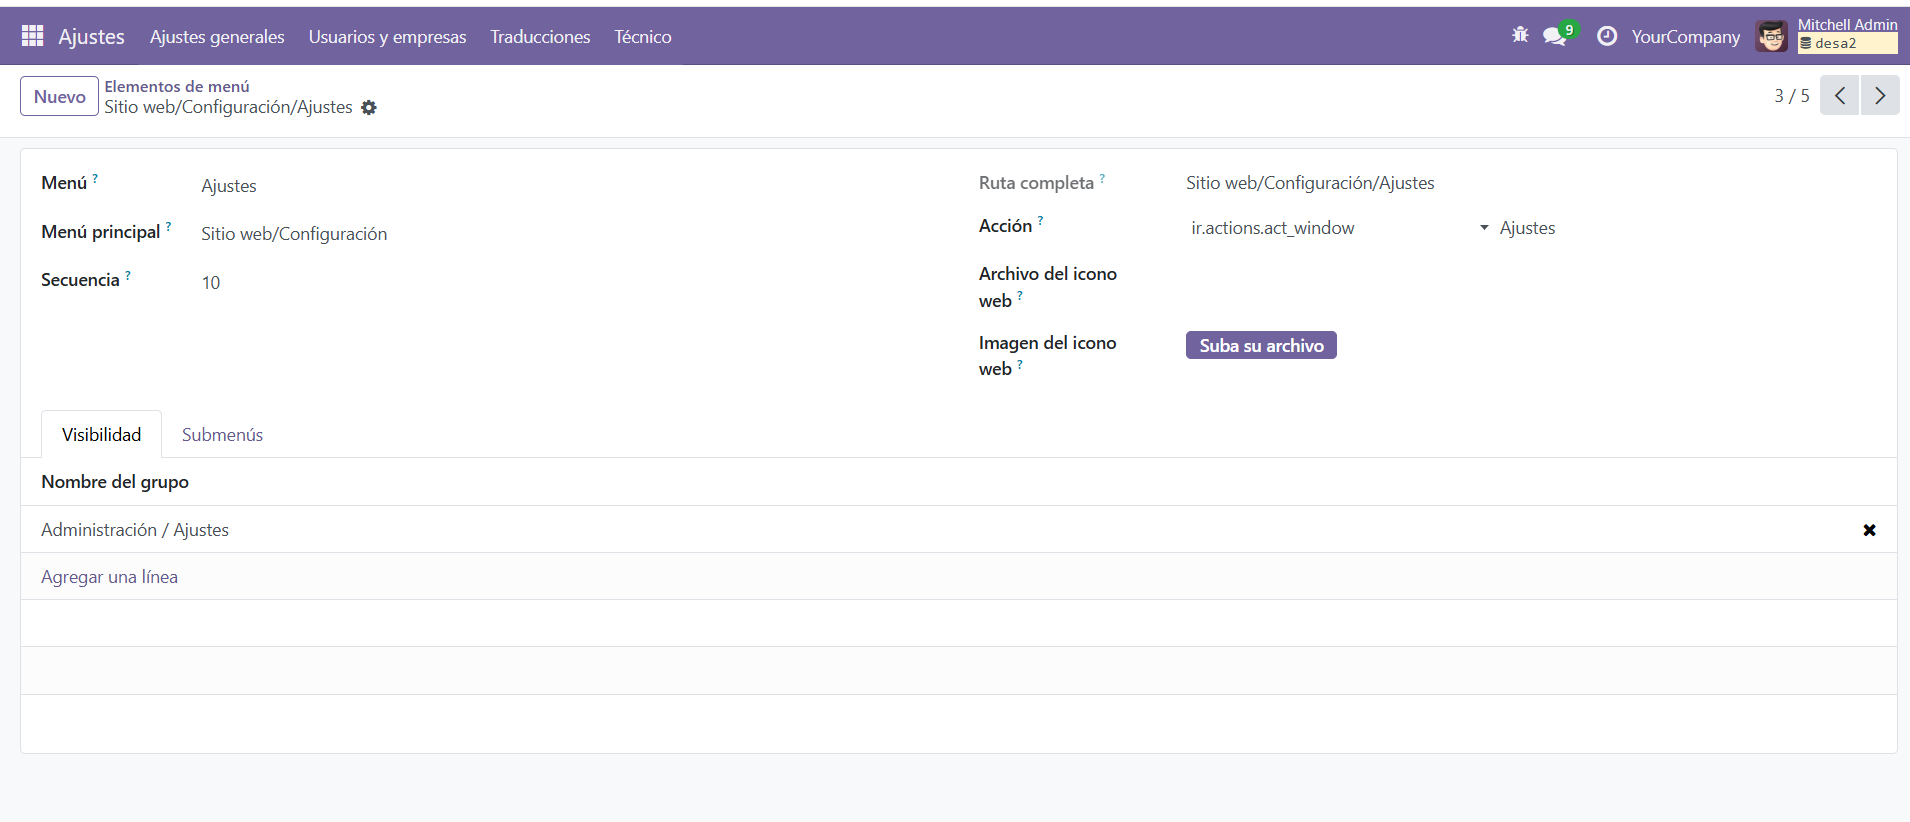 Ajustes Ajustes generales Usuarios y empresas Traducciones Técnico 9 YourCompany Mitchell Admin
desa2
Nuevo Elementos de menú
Sitio web/Configuración/Ajustes
3 / 5
Menú ? Ajustes
Menú principal ? Sitio web/Configuración
Secuencia ? 10
Ruta completa ? Sitio web/Configuración/Ajustes
Acción ? ir.actions.act_window Ajustes
Archivo del icono
web ?
Imagen del icono
web ?
Suba su archivo
Visibilidad Submenús
Nombre del grupo
Administración / Ajustes
Agregar una línea